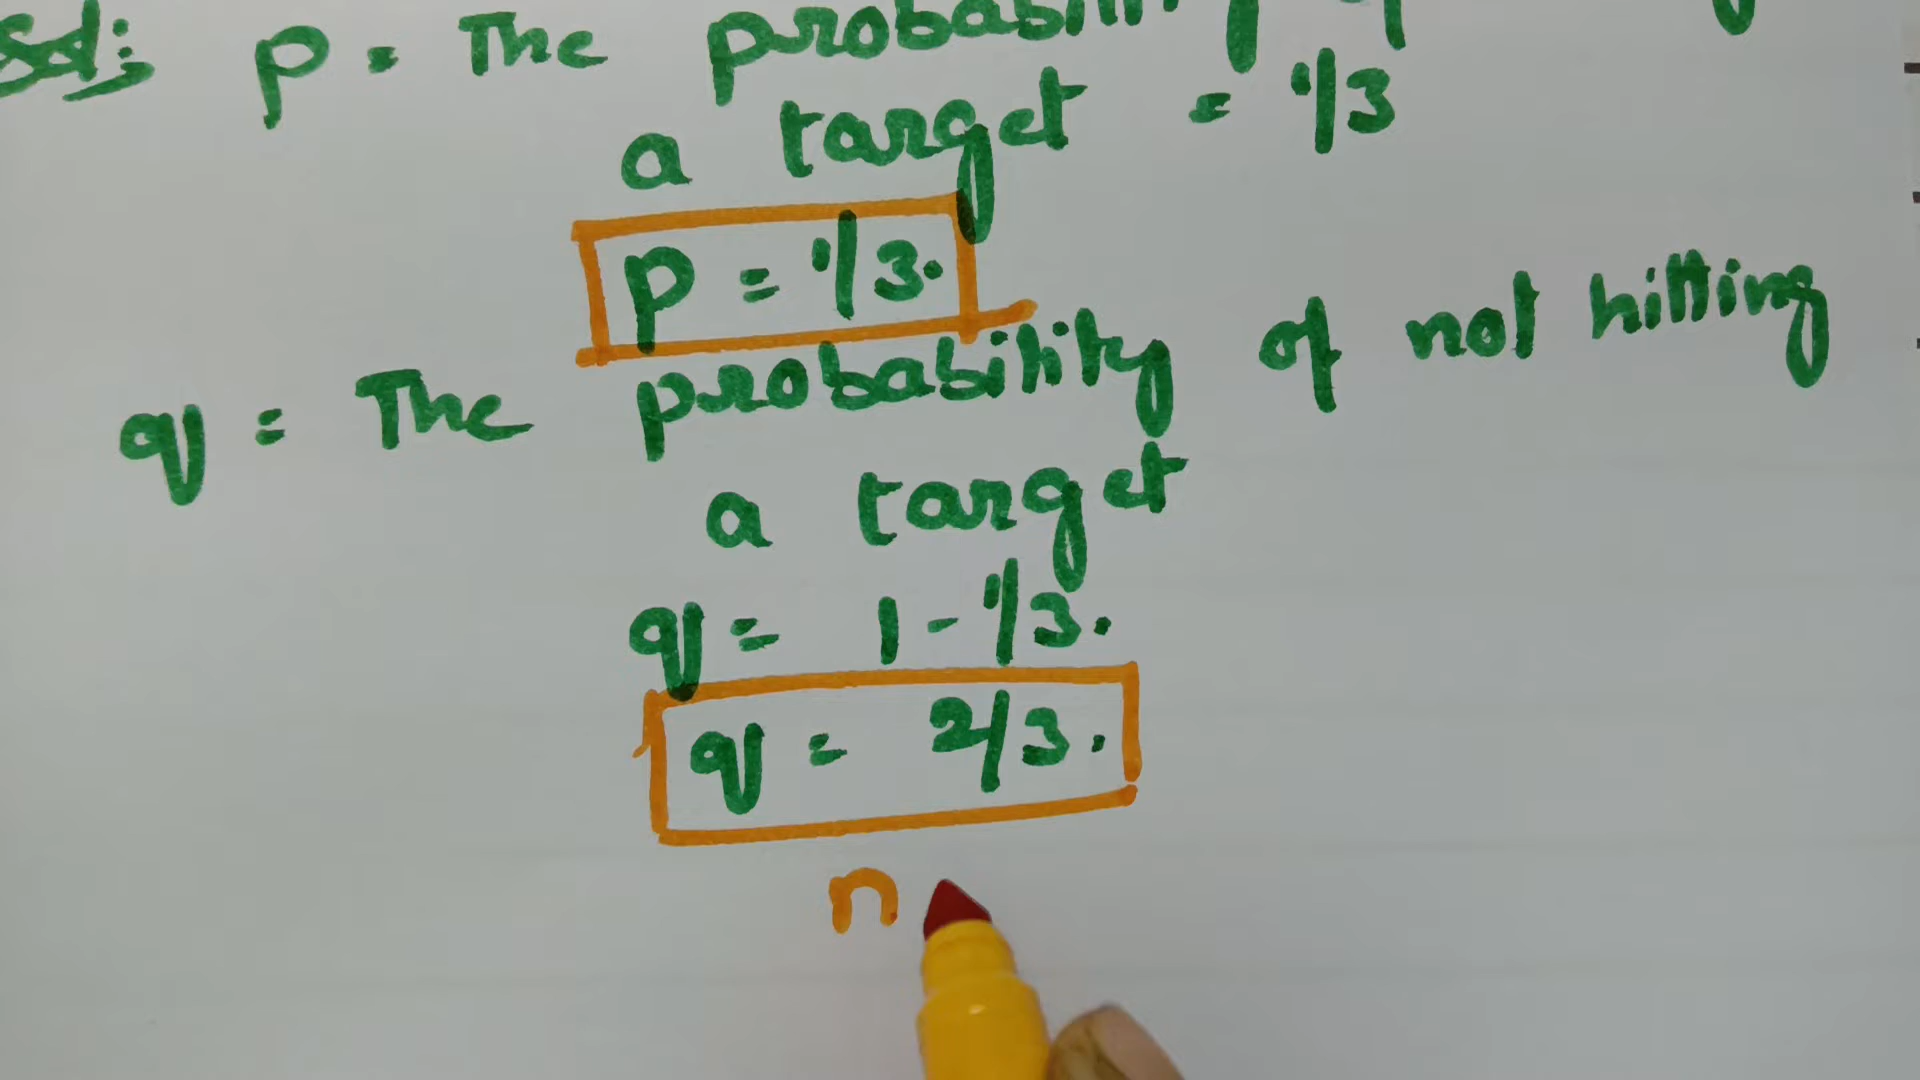 Sol:; p = The probability of
a target = 1/3
p = 1/3.
q = The probability of not hitting
a target
q = 1 - 1/3.
q = 2/3.
n